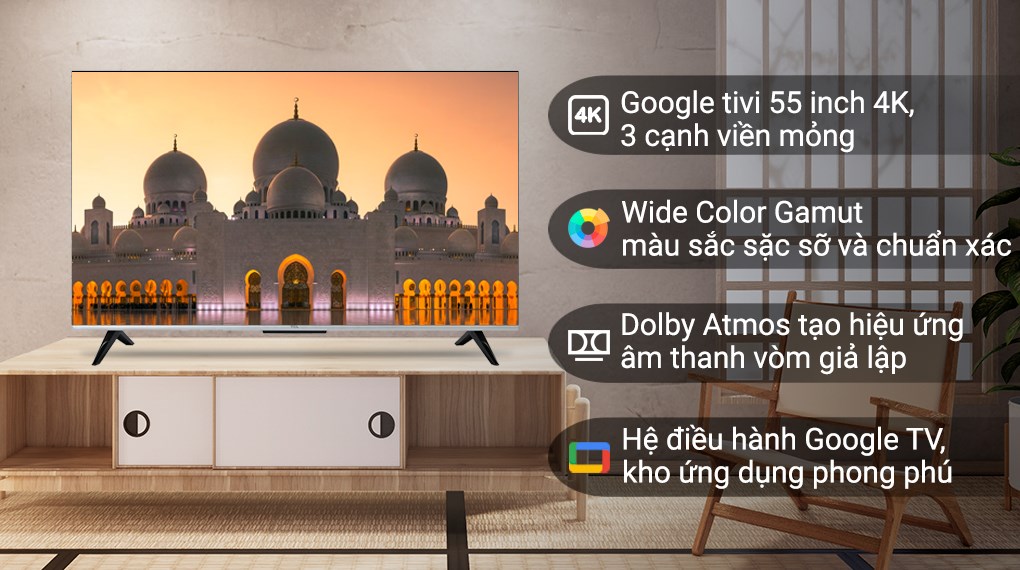 4K
Google tivi 55 inch 4K,
3 cạnh viền mỏng
Wide Color Gamut
màu sắc sặc sỡ và chuẩn xác
Dolby Atmos tạo hiệu ứng
âm thanh vòm giả lập
Hệ điều hành Google TV,
kho ứng dụng phong phú